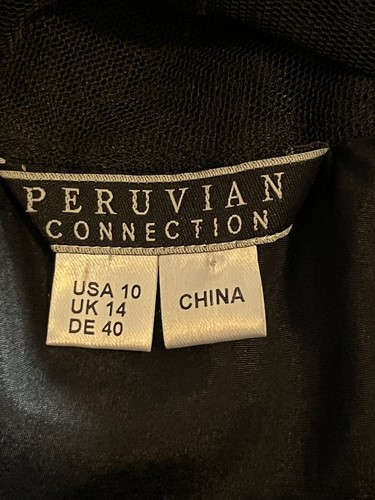 PERUVIAN
CONNECTION
USA 10
UK 14
DE 40
CHINA